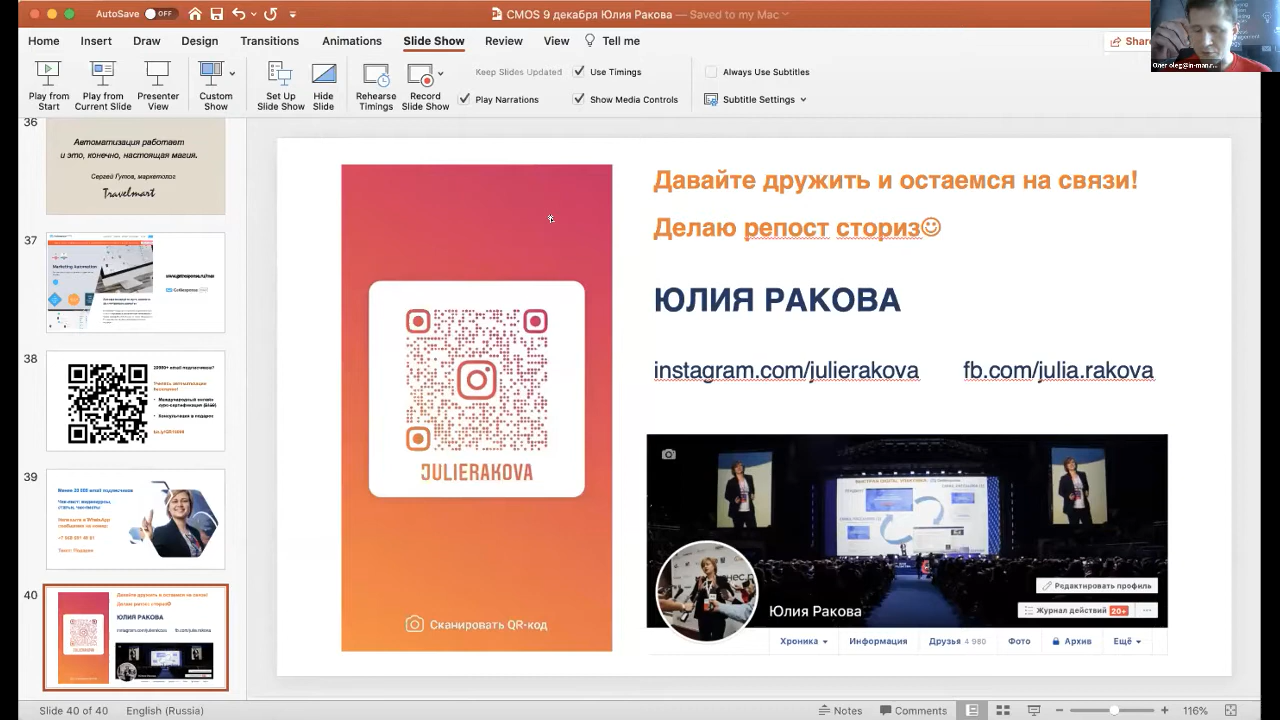 AutoSave OFF
CMOS 9 декабря Юлия Ракова — Saved to my Mac
Home Insert Draw Design Transitions Animations Slide Show Review View Tell me
Share
Play from Start
Play from Current Slide
Presenter View
Custom Show
Set Up Slide Show
Hide Slide
Rehearse Timings
Record Slide Show
Keep Slides Updated
Use Timings
Play Narrations
Show Media Controls
Always Use Subtitles
Subtitle Settings
36
Автоматизация работает
и это, конечно, настоящая магия.
Travelmart
37
Marketing Automation
38
39
40
Давайте дружить и остаемся на связи!
Делаю репост сториз☺
ЮЛИЯ РАКОВА
instagram.com/julierakova fb.com/julia.rakova
JULIERAKOVA
Сканировать QR-код
Редактировать профиль
Журнал действий 20+ ···
Юлия Ракова
Хроника Информация Друзья 4 980 Фото Архив Ещё
Slide 40 of 40 English (Russia) Notes Comments 116%